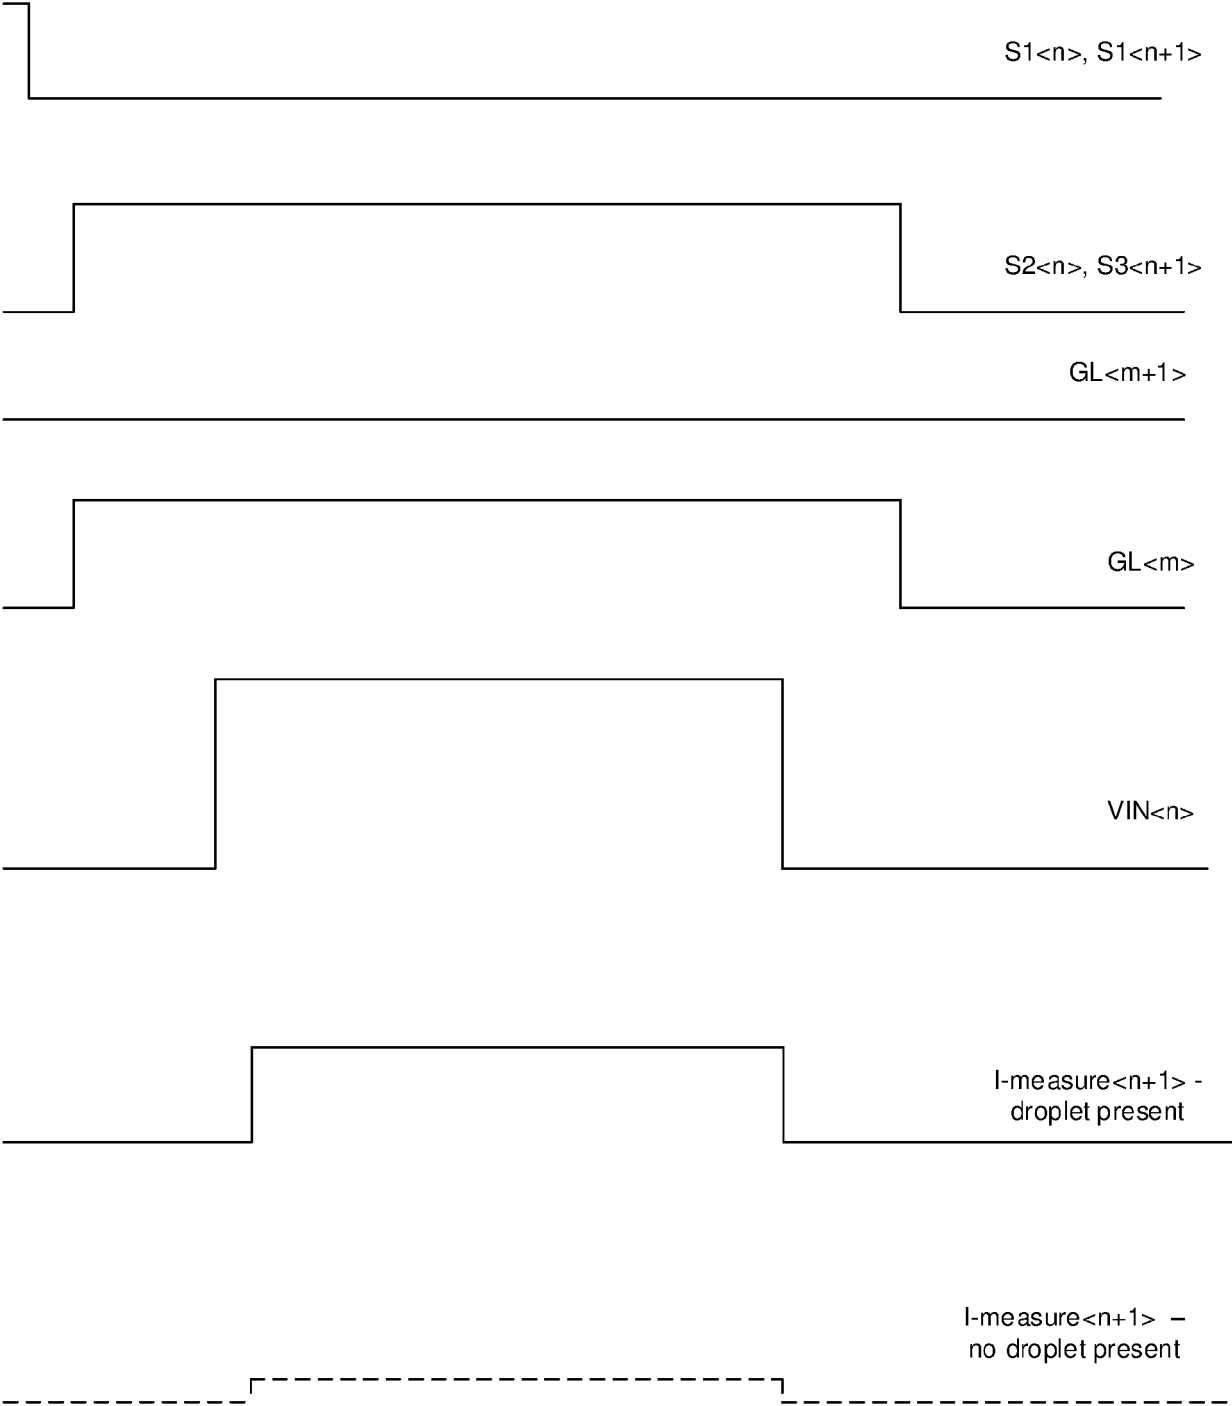 S1<n>, S1<n+1>
S2<n>, S3<n+1>
GL<m+1>
GL<m>
VIN<n>
I-measure<n+1> -
droplet present
I-measure<n+1> –
no droplet present